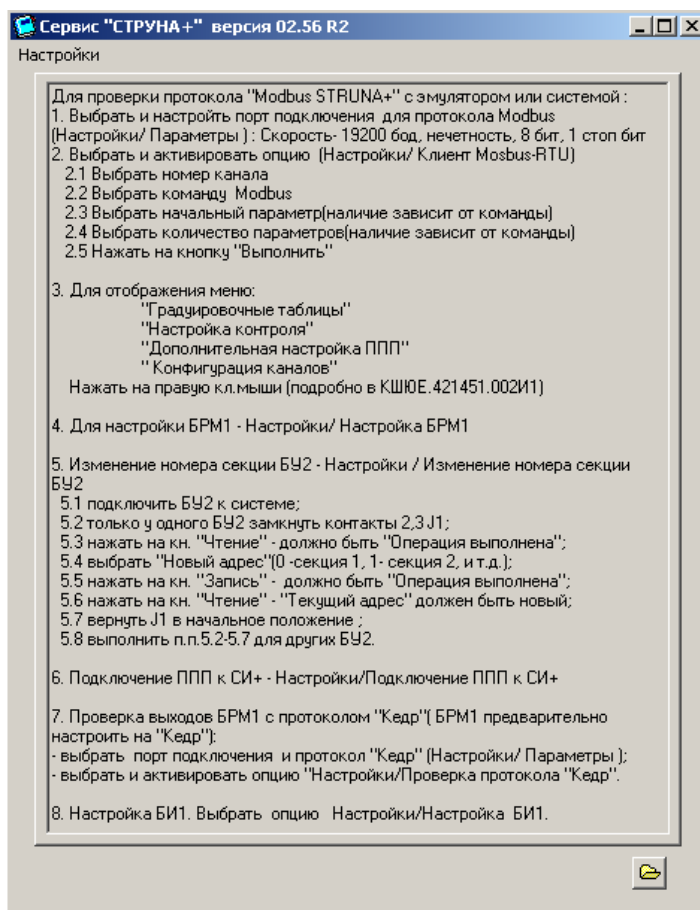 Сервис "СТРУНА+" версия 02.56 R2
Настройки
Для проверки протокола "Modbus STRUNA+" с эмулятором или системой :
1. Выбрать и настройть порт подключения для протокола Modbus
(Настройки/ Параметры ) : Скорость- 19200 бод, нечетность, 8 бит, 1 стоп бит
2. Выбрать и активировать опцию (Настройки/ Клиент Mosbus-RTU)
2.1 Выбрать номер канала
2.2 Выбрать команду Modbus
2.3 Выбрать начальный параметр(наличие зависит от команды)
2.4 Выбрать количество параметров(наличие зависит от команды)
2.5 Нажать на кнопку "Выполнить"
3. Для отображения меню:
"Градуировочные таблицы"
"Настройка контроля"
"Дополнительная настройка ППП"
" Конфигурация каналов"
Нажать на правую кл.мыши (подробно в КШЮЕ.421451.002И1)
4. Для настройки БРМ1 - Настройки/ Настройка БРМ1
5. Изменение номера секции БУ2 - Настройки / Изменение номера секции
БУ2
5.1 подключить БУ2 к системе;
5.2 только у одного БУ2 замкнуть контакты 2,3 J1;
5.3 нажать на кн. "Чтение" - должно быть "Операция выполнена";
5.4 выбрать "Новый адрес"(0 -секция 1, 1- секция 2, и т.д.);
5.5 нажать на кн. "Запись" - должно быть "Операция выполнена";
5.6 нажать на кн. "Чтение" - "Текущий адрес" должен быть новый;
5.7 вернуть J1 в начальное положение ;
5.8 выполнить п.п.5.2-5.7 для других БУ2.
6. Подключение ППП к СИ+ - Настройки/Подключение ППП к СИ+
7. Проверка выходов БРМ1 с протоколом "Кедр"( БРМ1 предварительно
настроить на "Кедр"):
- выбрать порт подключения и протокол "Кедр" (Настройки/ Параметры );
- выбрать и активировать опцию "Настройки/Проверка протокола "Кедр".
8. Настройка БИ1. Выбрать опцию Настройки/Настройка БИ1.